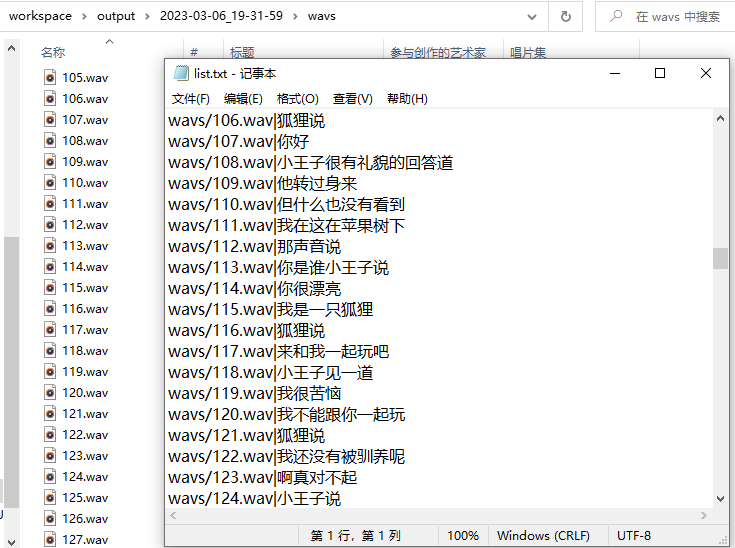 workspace › output › 2023-03-06_19-31-59 › wavs
在 wavs 中搜索
名称 # 标题 参与创作的艺术家 唱片集
105.wav
106.wav
107.wav
108.wav
109.wav
110.wav
111.wav
112.wav
113.wav
114.wav
115.wav
116.wav
117.wav
118.wav
119.wav
120.wav
121.wav
122.wav
123.wav
124.wav
125.wav
126.wav
127.wav
list.txt - 记事本
文件(F) 编辑(E) 格式(O) 查看(V) 帮助(H)
wavs/106.wav|狐狸说
wavs/107.wav|你好
wavs/108.wav|小王子很有礼貌的回答道
wavs/109.wav|他转过身来
wavs/110.wav|但什么也没有看到
wavs/111.wav|我在这在苹果树下
wavs/112.wav|那声音说
wavs/113.wav|你是谁小王子说
wavs/114.wav|你很漂亮
wavs/115.wav|我是一只狐狸
wavs/116.wav|狐狸说
wavs/117.wav|来和我一起玩吧
wavs/118.wav|小王子见一道
wavs/119.wav|我很苦恼
wavs/120.wav|我不能跟你一起玩
wavs/121.wav|狐狸说
wavs/122.wav|我还没有被驯养呢
wavs/123.wav|啊真对不起
wavs/124.wav|小王子说
第 1 行，第 1 列 100% Windows (CRLF) UTF-8